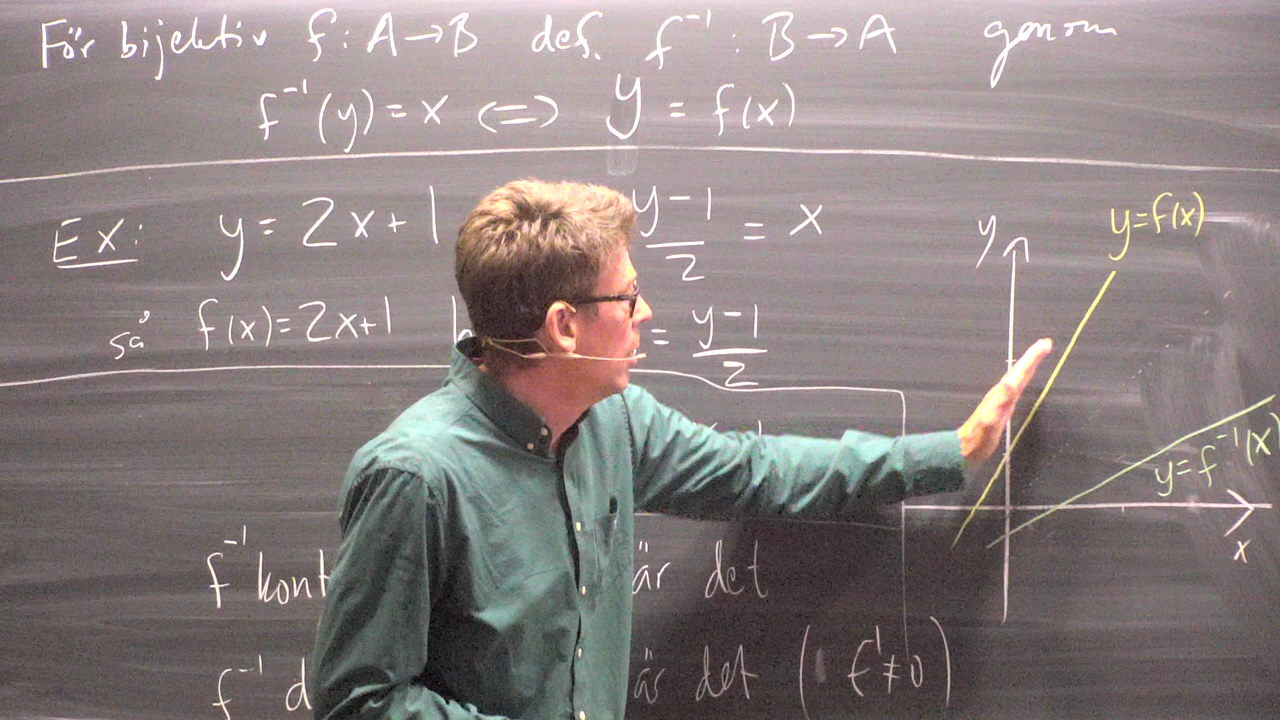 För bijektiv f: A→B def. f⁻¹: B→A genom
f⁻¹(y) = x <=> y = f(x)
EX: y = 2x+1 y-1/2 = x
så f(x)=2x+1 = y-1/2
f⁻¹ kont är det
f⁻¹ d är det ( f'≠0)
y
y=f(x)
y=f⁻¹(x)
x